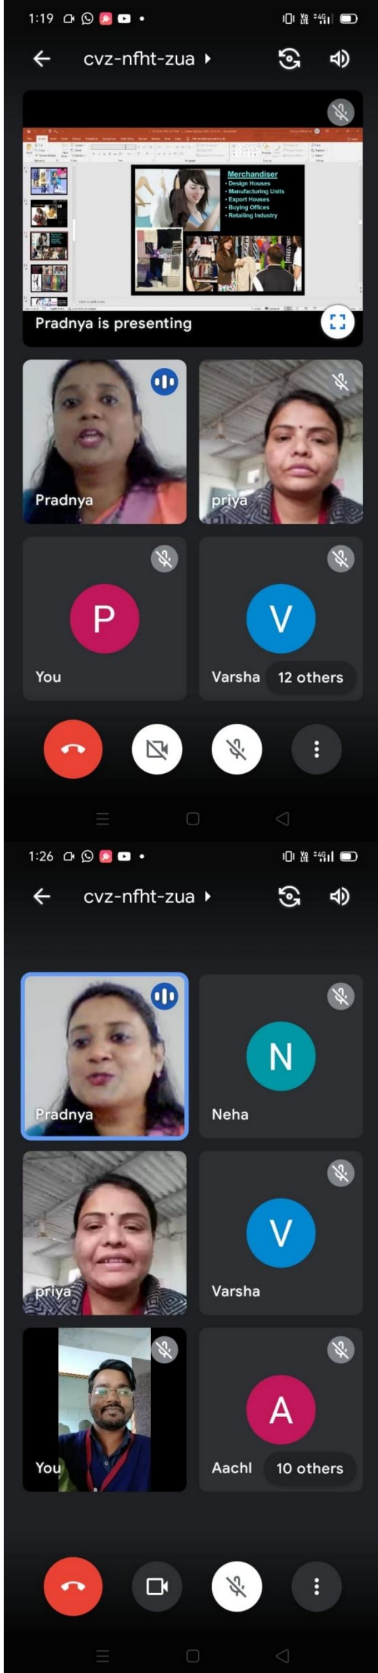 1:19
cvz-nfht-zua
Merchandiser
• Design Houses
• Manufacturing Units
• Export Houses
• Buying Offices
• Retailing Industry
Pradnya is presenting
Pradnya
priya
P
You
V
Varsha
12 others
1:26
cvz-nfht-zua
Pradnya
N
Neha
priya
V
Varsha
You
A
Aachl
10 others